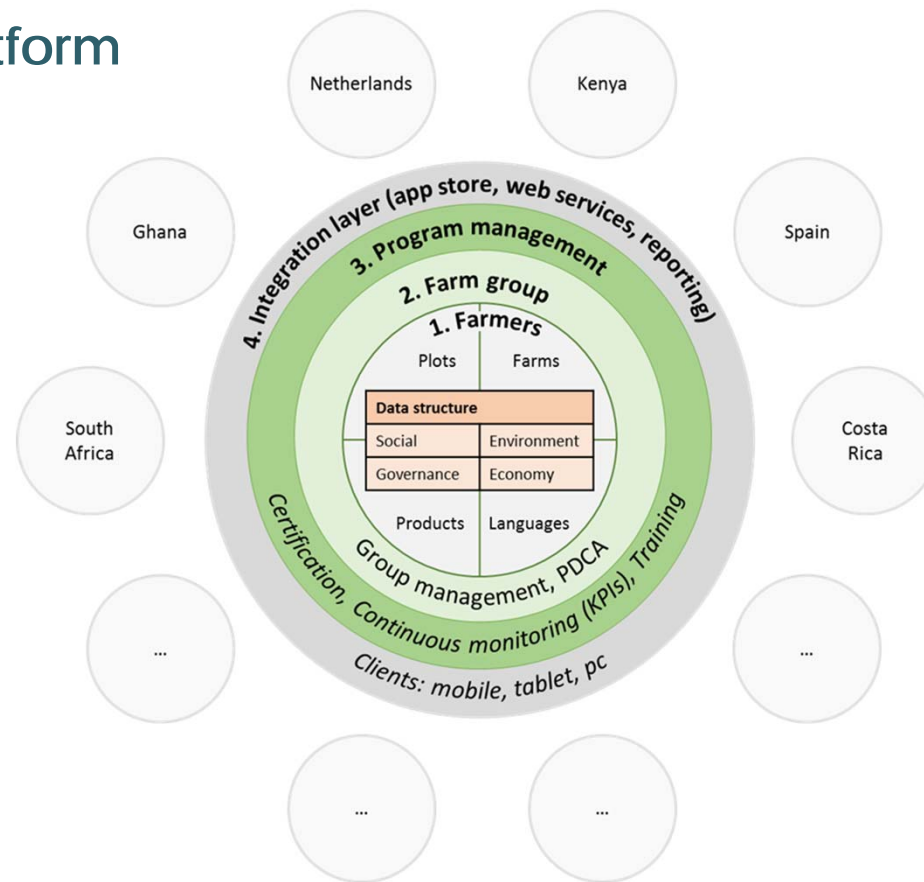 tform
Netherlands
Kenya
Ghana
Spain
4. Integration layer (app store, web services, reporting)
3. Program management
2. Farm group
1. Farmers
Plots
Farms
Data structure
Social
Environment
Governance
Economy
South
Africa
Costa
Rica
Products
Languages
Group management, PDCA
Certification, Continuous monitoring (KPIs), Training
Clients: mobile, tablet, pc
...
...
...
...